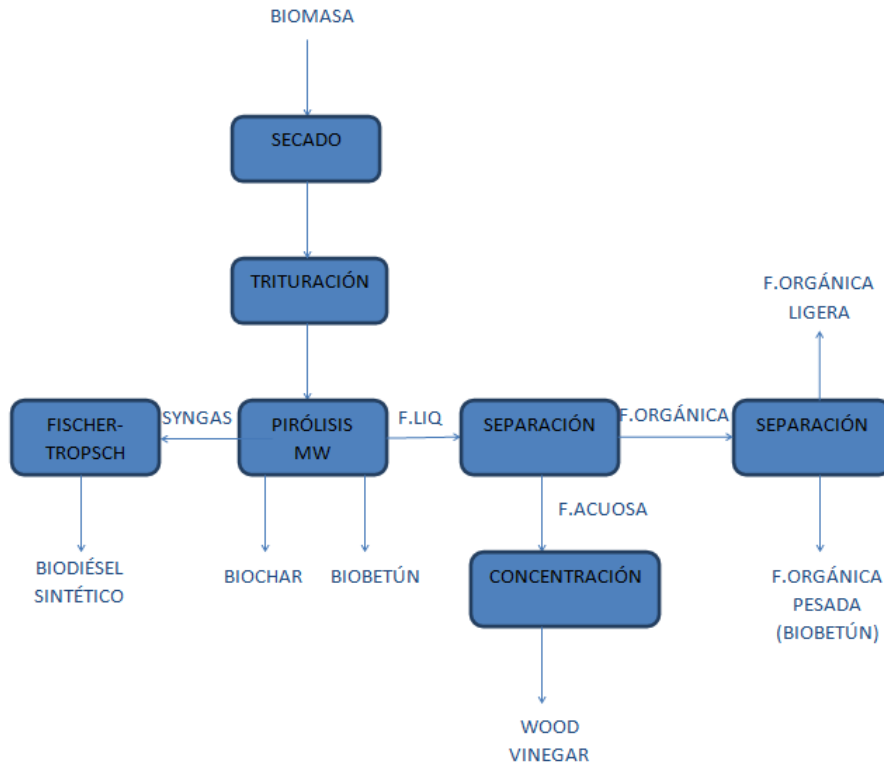 BIOMASA
SECADO
TRITURACIÓN
F.ORGÁNICA
LIGERA
FISCHER-
TROPSCH
SYNGAS
PIRÓLISIS
MW
F.LIQ
SEPARACIÓN
F.ORGÁNICA
SEPARACIÓN
F.ACUOSA
BIODIÉSEL
SINTÉTICO
BIOCHAR
BIOBETÚN
CONCENTRACIÓN
F.ORGÁNICA
PESADA
(BIOBETÚN)
WOOD
VINEGAR